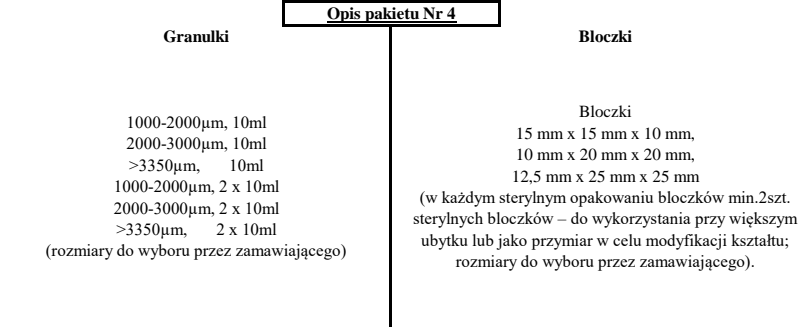 Opis pakietu Nr 4
Granulki
1000-2000µm, 10ml
2000-3000µm, 10ml
>3350µm, 10ml
1000-2000µm, 2 x 10ml
2000-3000µm, 2 x 10ml
>3350µm, 2 x 10ml
(rozmiary do wyboru przez zamawiającego)
Bloczki
Bloczki
15 mm x 15 mm x 10 mm,
10 mm x 20 mm x 20 mm,
12,5 mm x 25 mm x 25 mm
(w każdym sterylnym opakowaniu bloczków min.2szt.
sterylnych bloczków – do wykorzystania przy większym
ubytku lub jako przymiar w celu modyfikacji kształtu;
rozmiary do wyboru przez zamawiającego).